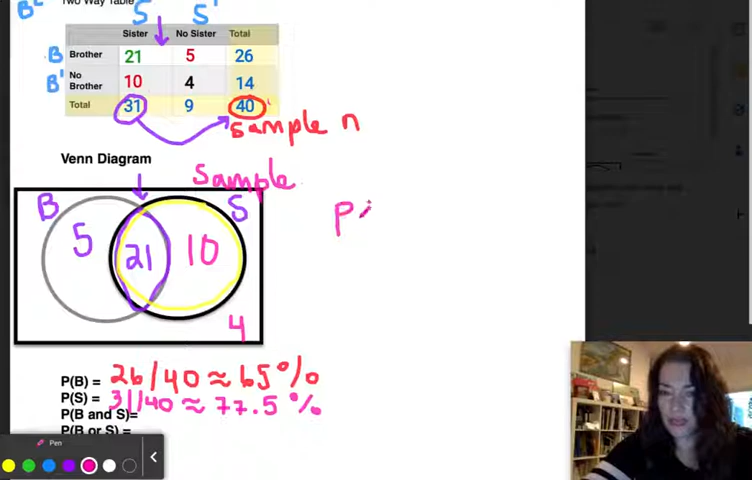 Two Way Table
S S'
Sister No Sister Total
B Brother 21 5 26
B' No Brother 10 4 14
Total 31 9 40
sample n
Venn Diagram
Sample
B S
5 21 10
4
P
P(B) = 26/40 ≈ 65%
P(S) = 31/40 ≈ 77.5%
P(B and S)=
P(B or S) =
Pen